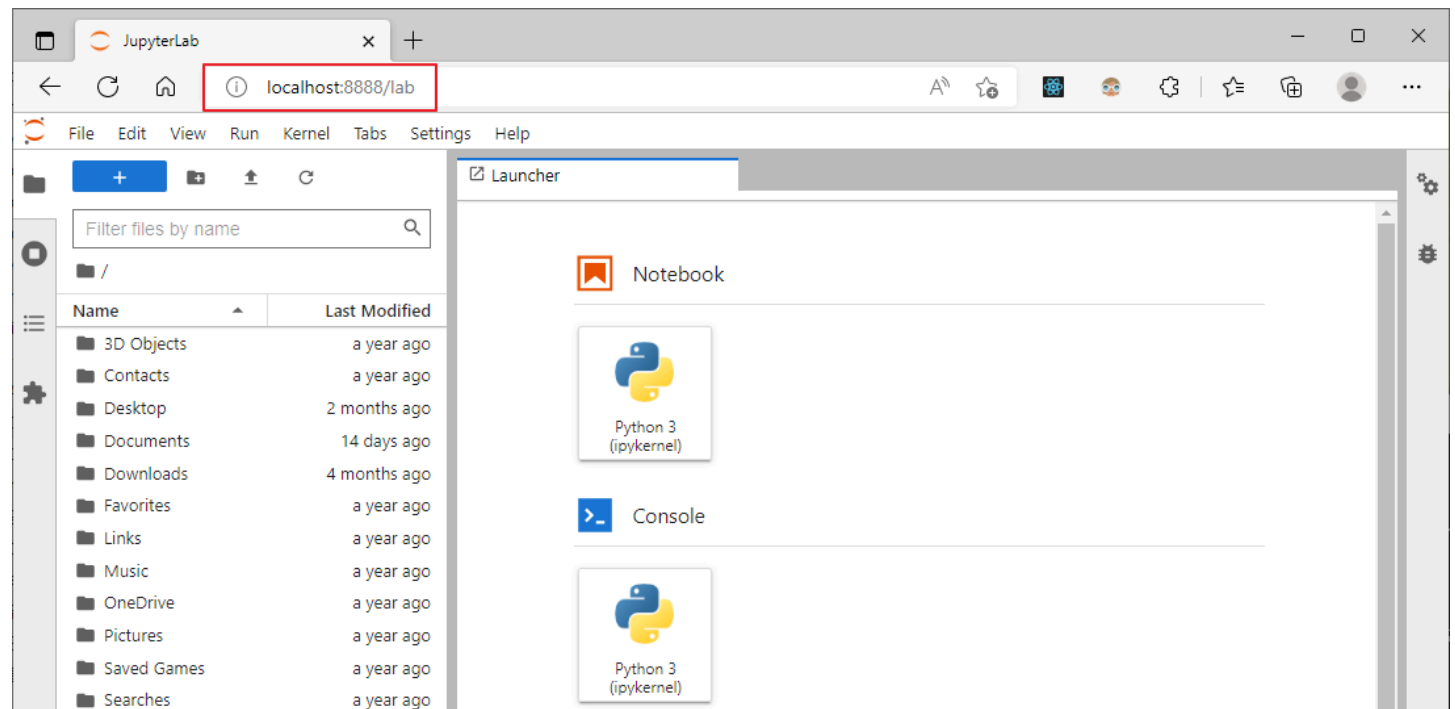 JupyterLab
localhost:8888/lab
File Edit View Run Kernel Tabs Settings Help
Launcher
Filter files by name
/
Name Last Modified
3D Objects a year ago
Contacts a year ago
Desktop 2 months ago
Documents 14 days ago
Downloads 4 months ago
Favorites a year ago
Links a year ago
Music a year ago
OneDrive a year ago
Pictures a year ago
Saved Games a year ago
Searches a year ago
Notebook
Python 3
(ipykernel)
Console
Python 3
(ipykernel)